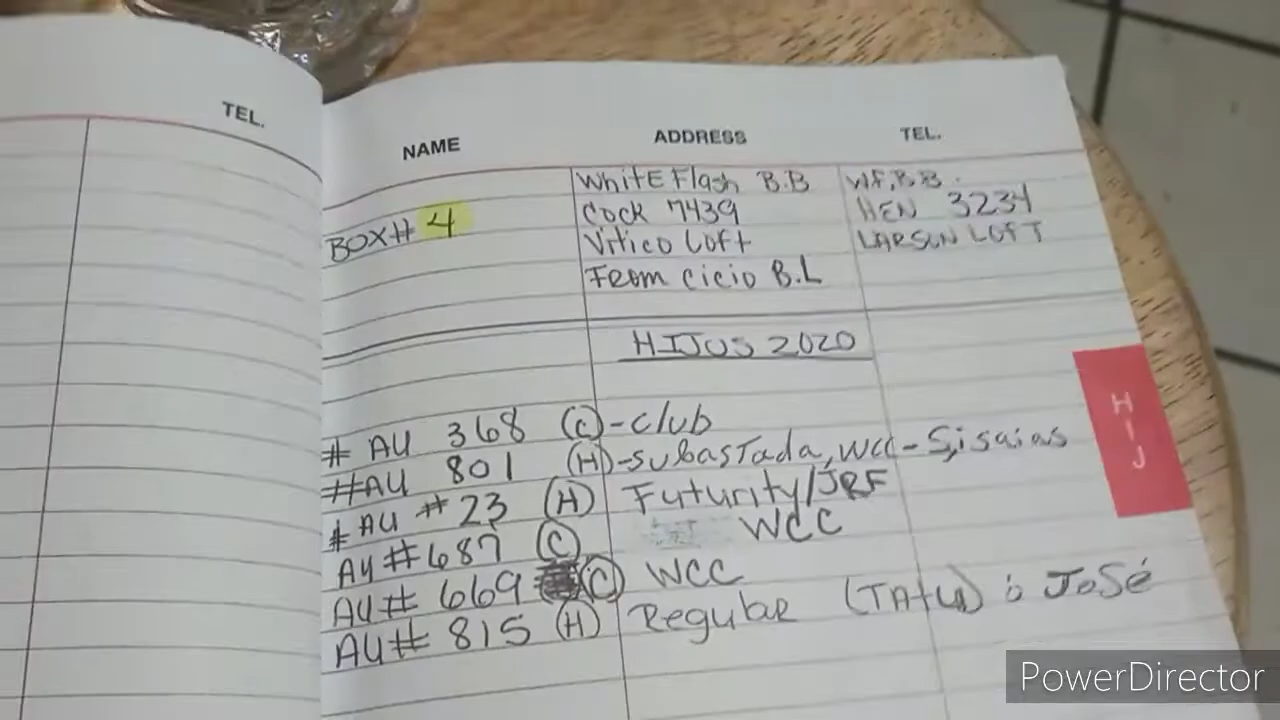 TEL.
NAME ADDRESS TEL.
WHITE Flash B.B W.F.B.B.
COCK 7439 HEN 3234
BOX# 4 Vitico LOFT LARSON LOFT
From Cicio B.L
HIJOS 2020
# AU 368 (C)-club
#AU 801 (H)-subasTada, WCC-S, isaias
# AU #23 (H) Futurity/JRF
AU #687 (C) WCC
AU# 669 (C) WCC
AU# 815 (H) Regular (TATU) ó José
H
I
J
PowerDirector